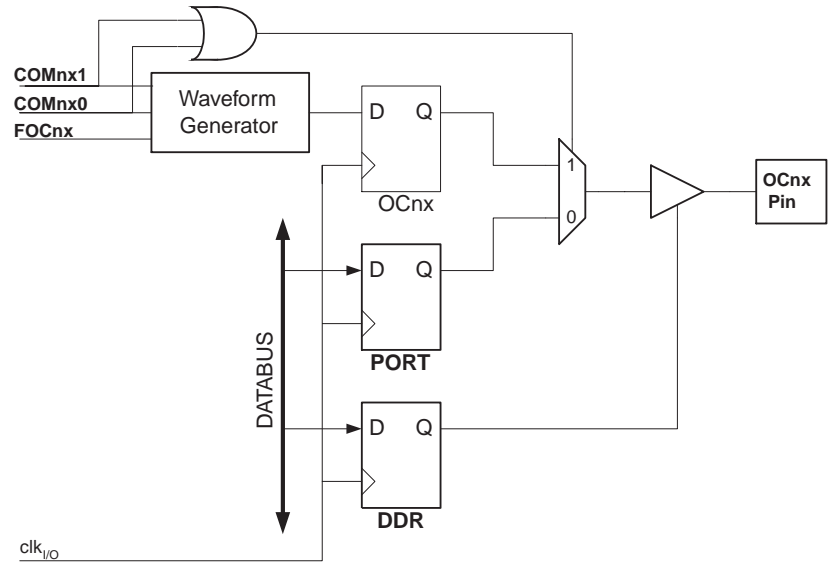 COMnx1
COMnx0
FOCnx
Waveform
Generator
D Q
OCnx
1
0
OCnx
Pin
D Q
PORT
DATABUS
D Q
DDR
clkI/O